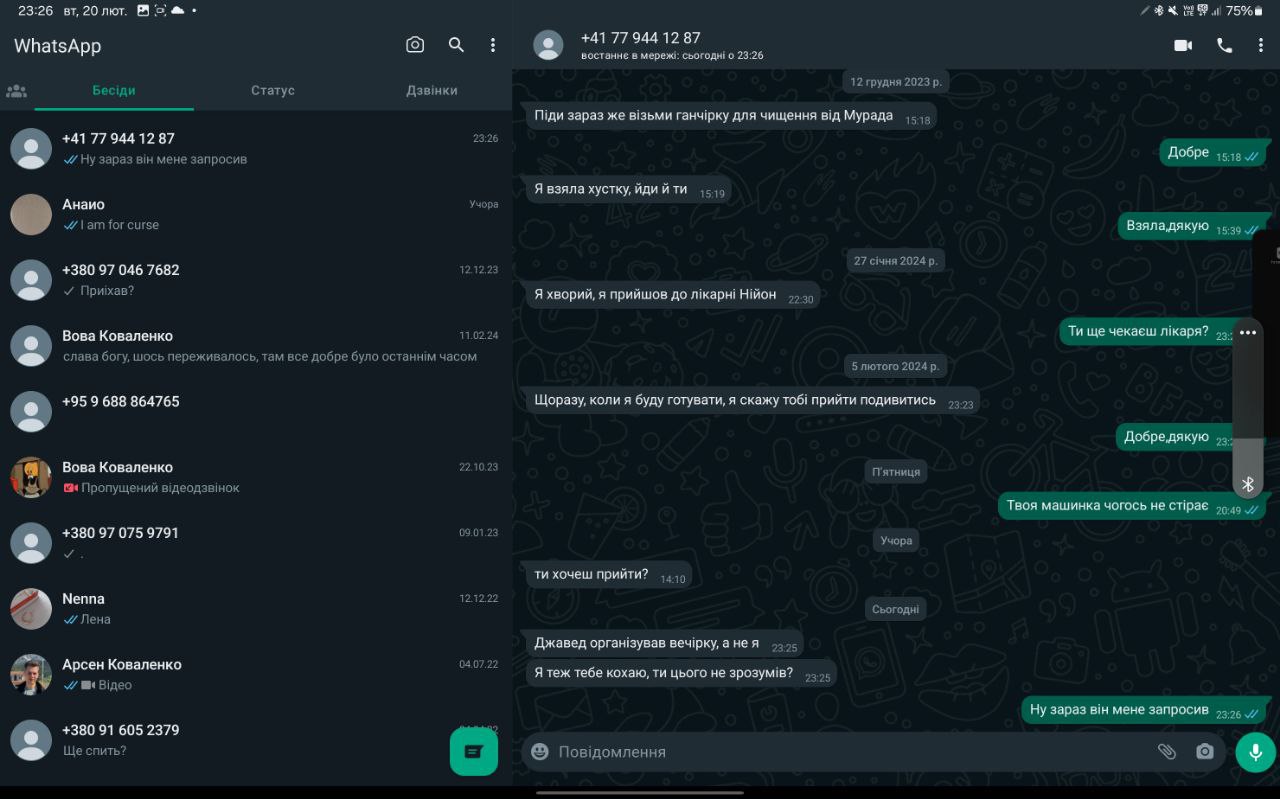 23:26 вт, 20 лют.
75%
WhatsApp
Бесіди
Статус
Дзвінки
+41 77 944 12 87
23:26
Ну зараз він мене запросив
Анаио
Учора
I am for curse
+380 97 046 7682
12.12.23
Приїхав?
Вова Коваленко
11.02.24
слава богу, шось переживалось, там все добре було останнім часом
+95 9 688 864765
Вова Коваленко
22.10.23
Пропущений відеодзвінок
+380 97 075 9791
09.01.23
.
Nenna
12.12.22
Лена
Арсен Коваленко
04.07.22
Відео
+380 91 605 2379
Ще спить?
+41 77 944 12 87
востаннє в мережі: сьогодні о 23:26
12 грудня 2023 р.
Піди зараз же візьми ганчірку для чищення від Мурада 15:18
Добре 15:18
Я взяла хустку, йди й ти 15:19
Взяла,дякую 15:39
27 січня 2024 р.
Я хворий, я прийшов до лікарні Нійон 22:30
Ти ще чекаєш лікаря?
5 лютого 2024 р.
Щоразу, коли я буду готувати, я скажу тобі прийти подивитись 23:23
Добре,дякую
П'ятниця
Твоя машинка чогось не стірає 20:49
Учора
ти хочеш прийти? 14:10
Сьогодні
Джавед організував вечірку, а не я 23:25
Я теж тебе кохаю, ти цього не зрозумів? 23:25
Ну зараз він мене запросив 23:26
Повідомлення